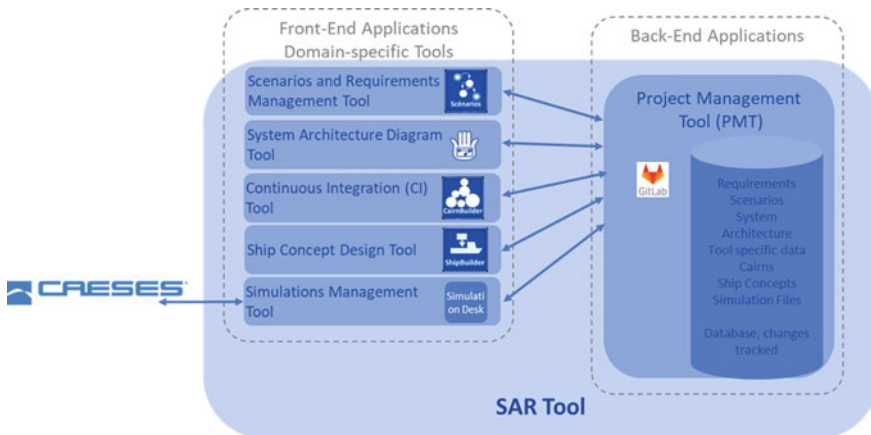 Front-End Applications
Domain-specific Tools
Back-End Applications
Scenarios and Requirements
Management Tool
Scénarios
System Architecture Diagram
Tool
Continuous Integration (CI)
Tool
CairnBuilder
Ship Concept Design Tool
ShipBuilder
Simulations Management
Tool
Simulati
on Desk
CAESES®
Project Management
Tool (PMT)
GitLab
Requirements
Scenarios
System
Architecture
Tool specific data
Cairns
Ship Concepts
Simulation Files
Database, changes
tracked
SAR Tool